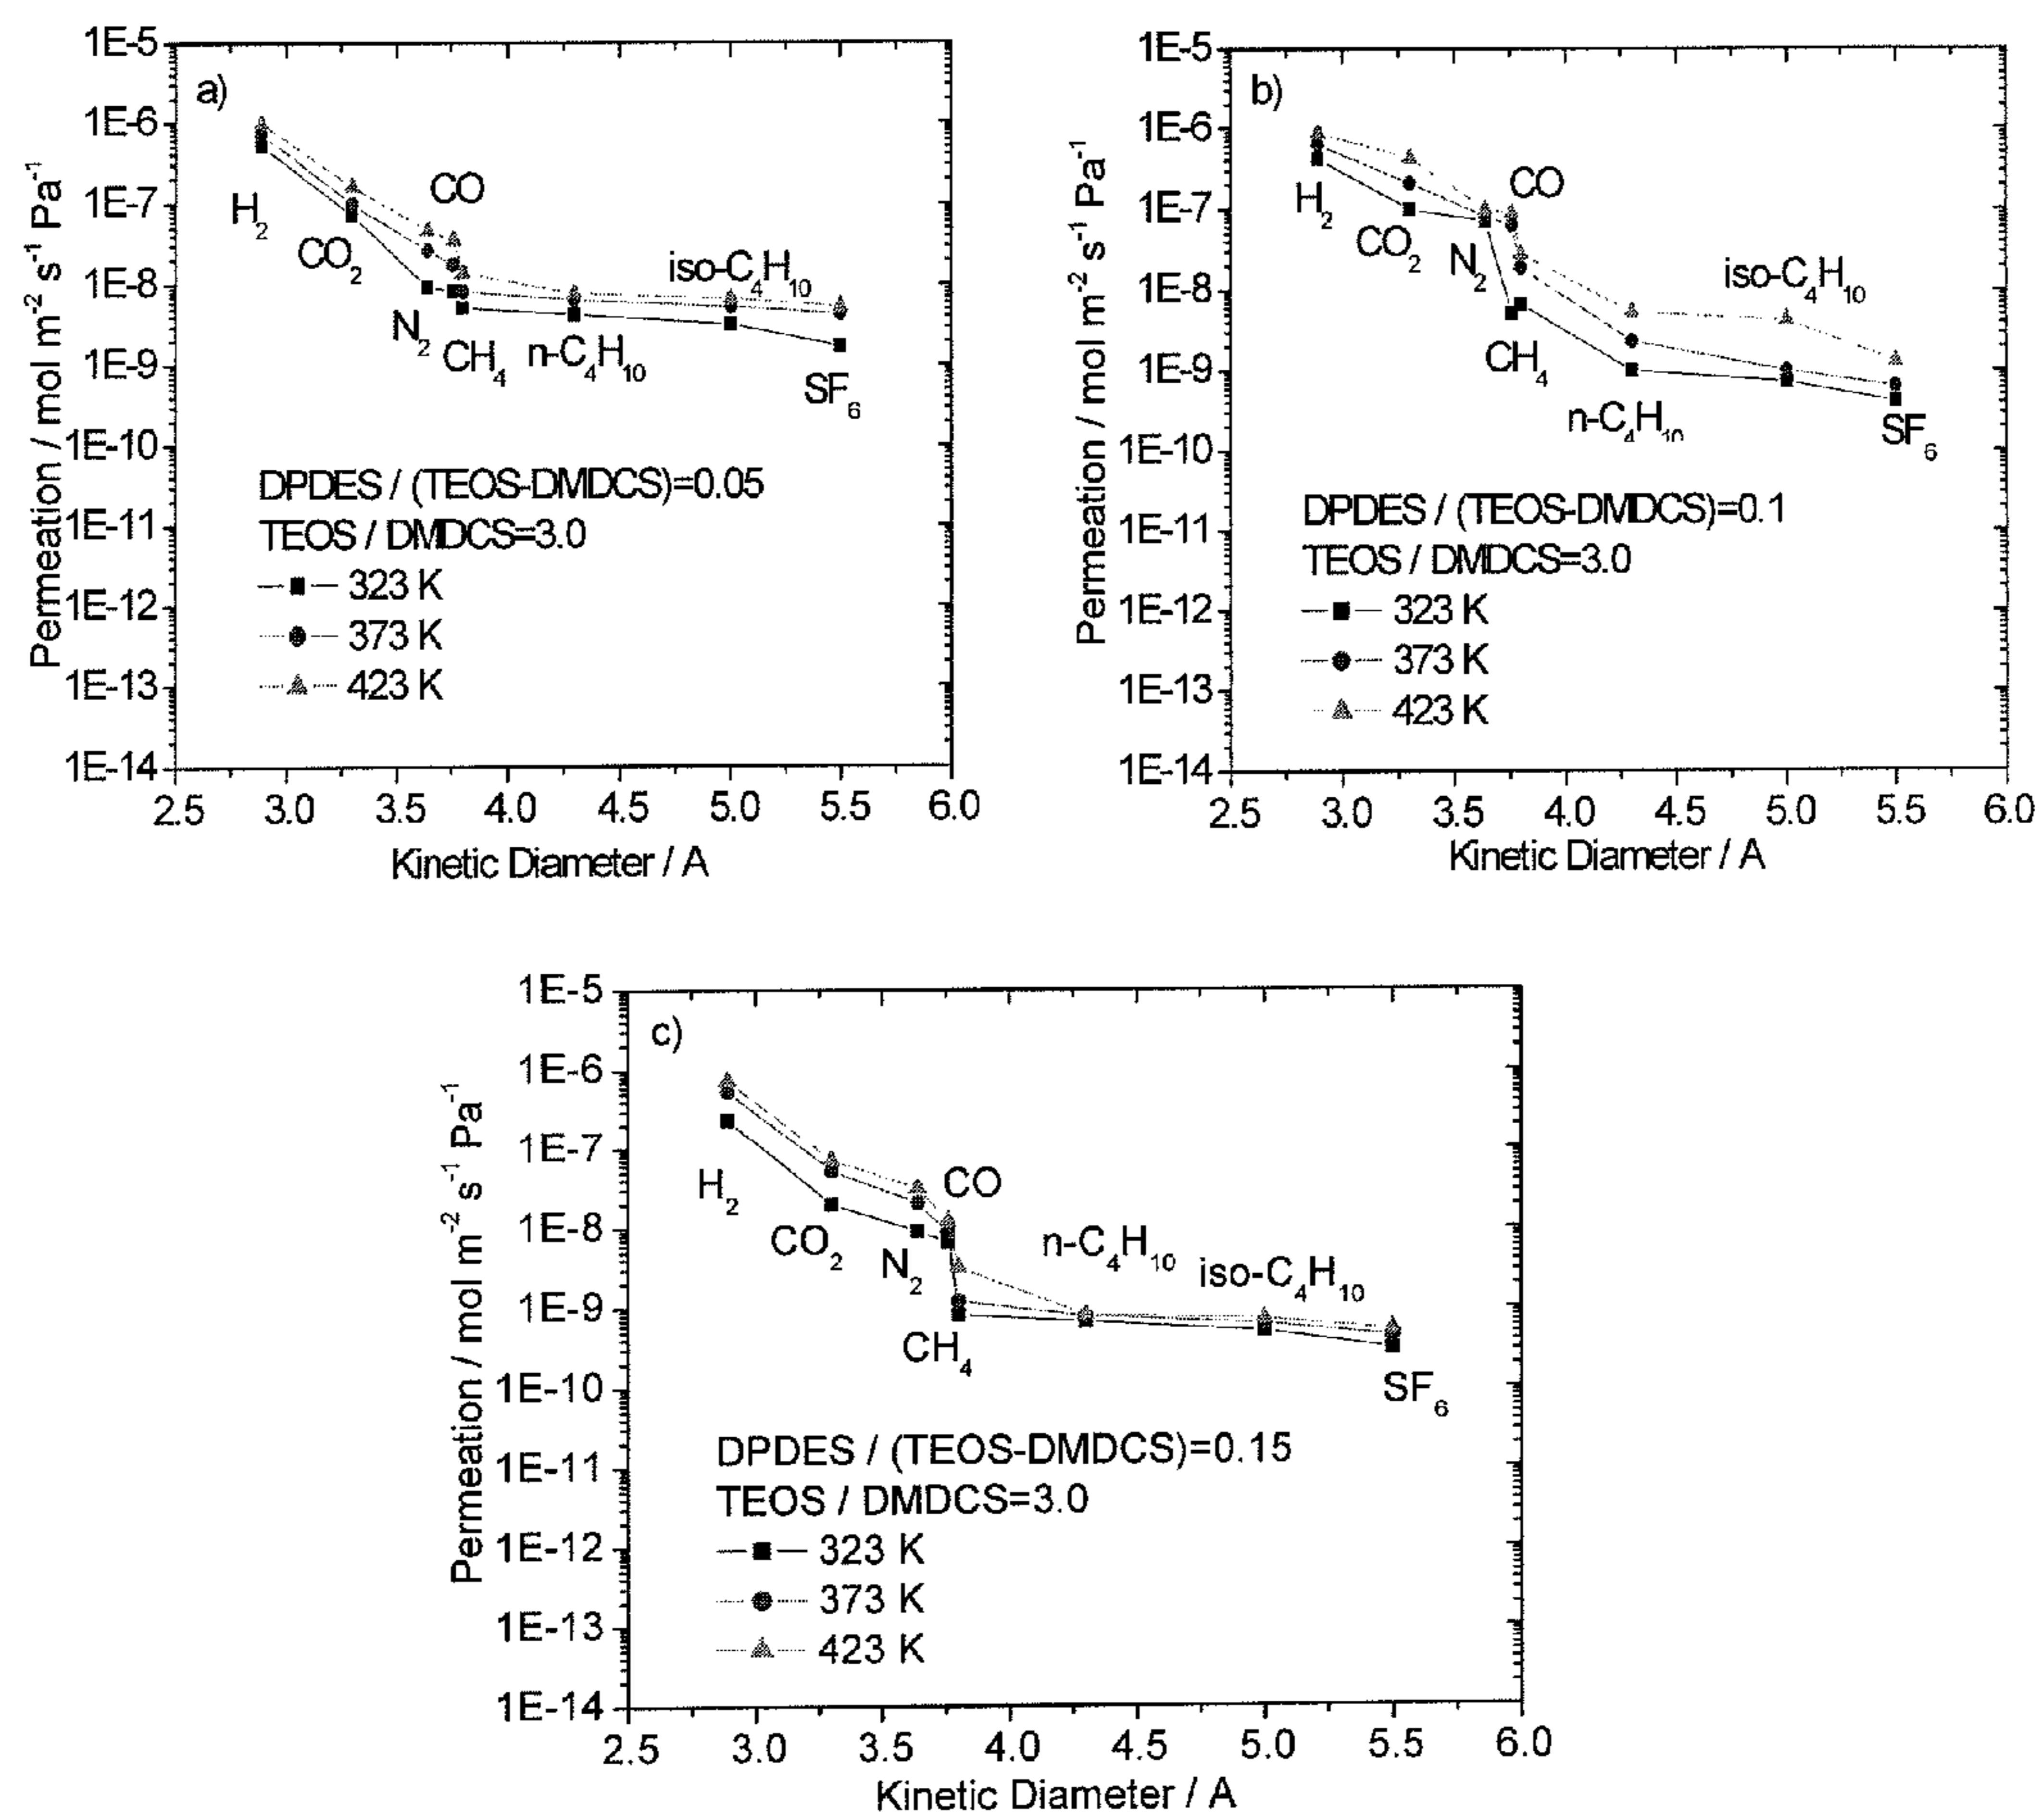 a)
1E-5
1E-6
1E-7
1E-8
1E-9
1E-10
1E-11
1E-12
1E-13
1E-14
Permeation / mol m-2 s-1 Pa-1
H2
CO2
N2
CO
CH4
n-C4H10
iso-C4H10
SF6
DPDES / (TEOS-DMDCS)=0.05
TEOS / DMDCS=3.0
323 K
373 K
423 K
2.5 3.0 3.5 4.0 4.5 5.0 5.5 6.0
Kinetic Diameter / A
b)
1E-5
1E-6
1E-7
1E-8
1E-9
1E-10
1E-11
1E-12
1E-13
1E-14
Permeation / mol m-2 s-1 Pa-1
H2
CO2
N2
CO
CH4
n-C4H10
iso-C4H10
SF6
DPDES / (TEOS-DMDCS)=0.1
TEOS / DMDCS=3.0
323 K
373 K
423 K
2.5 3.0 3.5 4.0 4.5 5.0 5.5 6.0
Kinetic Diameter / A
c)
1E-5
1E-6
1E-7
1E-8
1E-9
1E-10
1E-11
1E-12
1E-13
1E-14
Permeation / mol m-2 s-1 Pa-1
H2
CO2
N2
CO
CH4
n-C4H10
iso-C4H10
SF6
DPDES / (TEOS-DMDCS)=0.15
TEOS / DMDCS=3.0
323 K
373 K
423 K
2.5 3.0 3.5 4.0 4.5 5.0 5.5 6.0
Kinetic Diameter / A